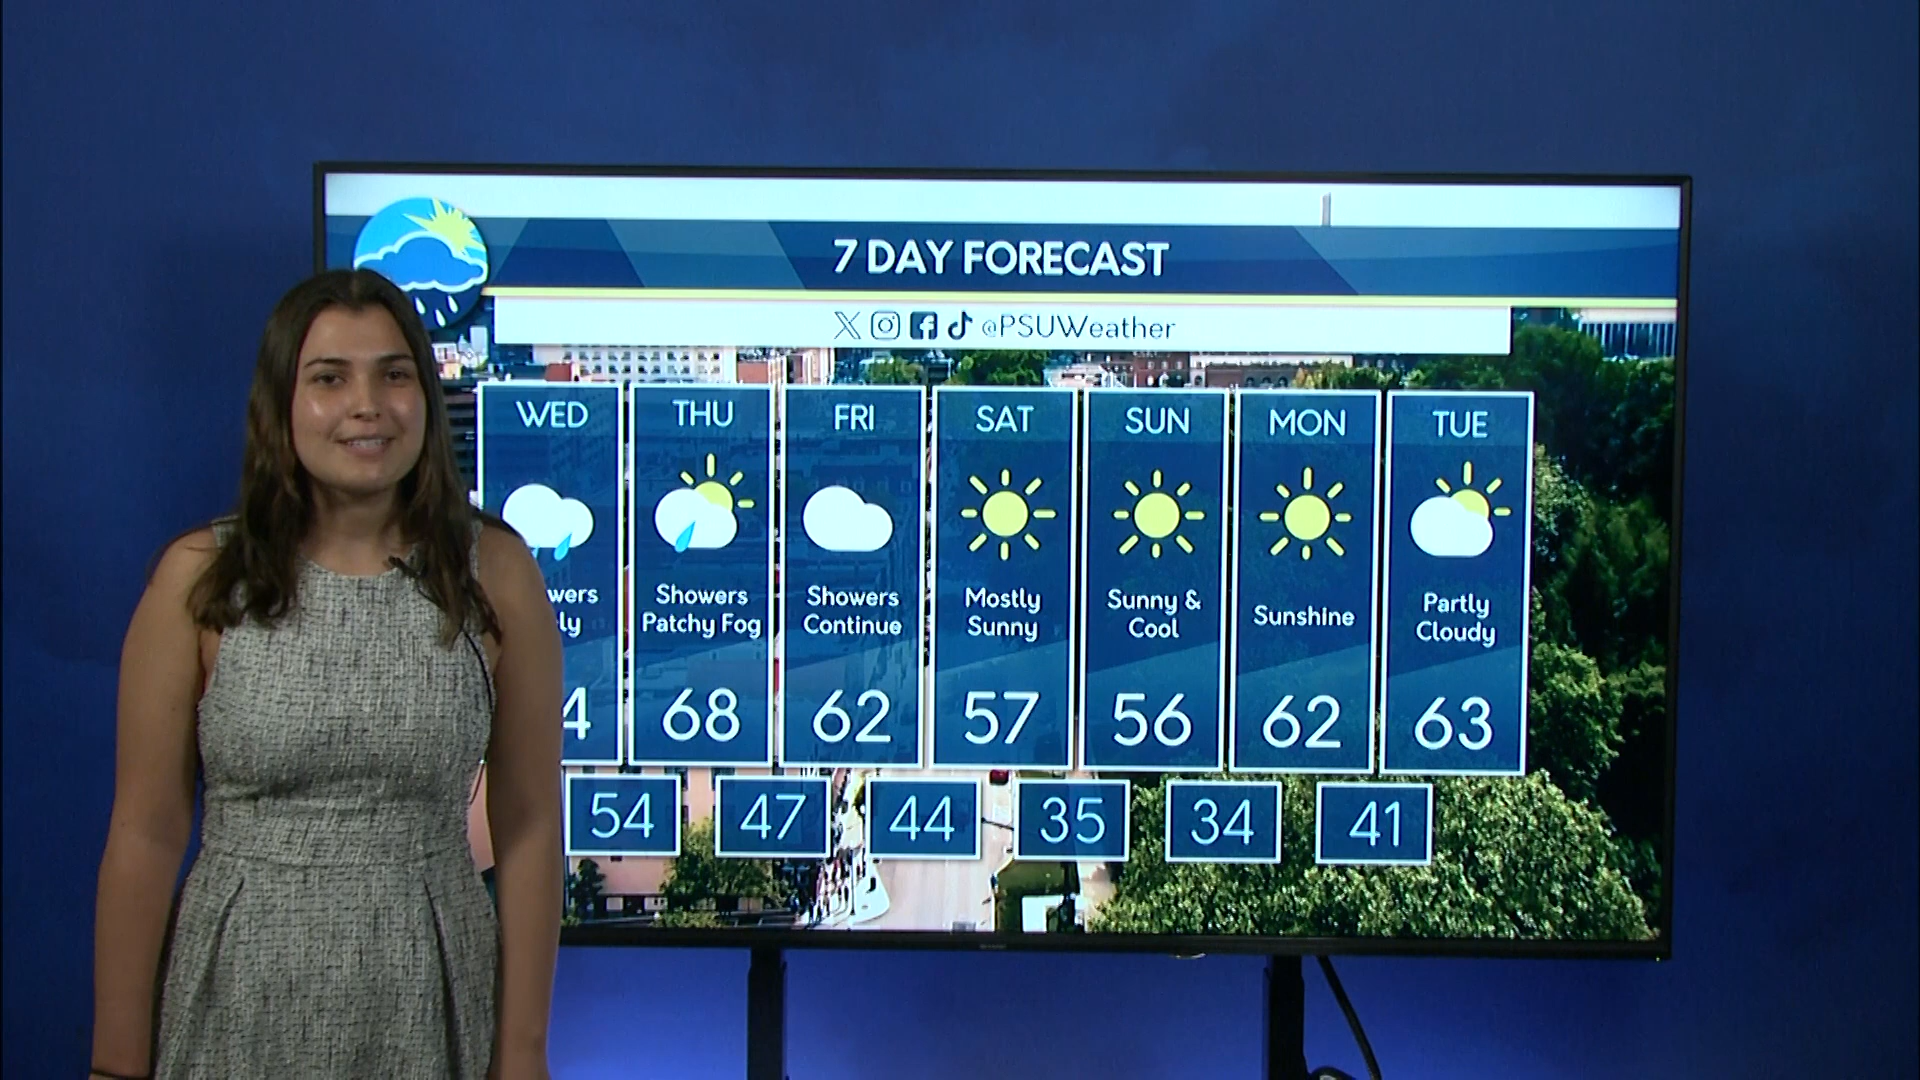 7 DAY FORECAST
@PSUWeather
WED THU FRI SAT SUN MON TUE
Showers Patchy Fog
Showers Continue
Mostly Sunny
Sunny & Cool
Sunshine
Partly Cloudy
68 62 57 56 62 63
54 47 44 35 34 41